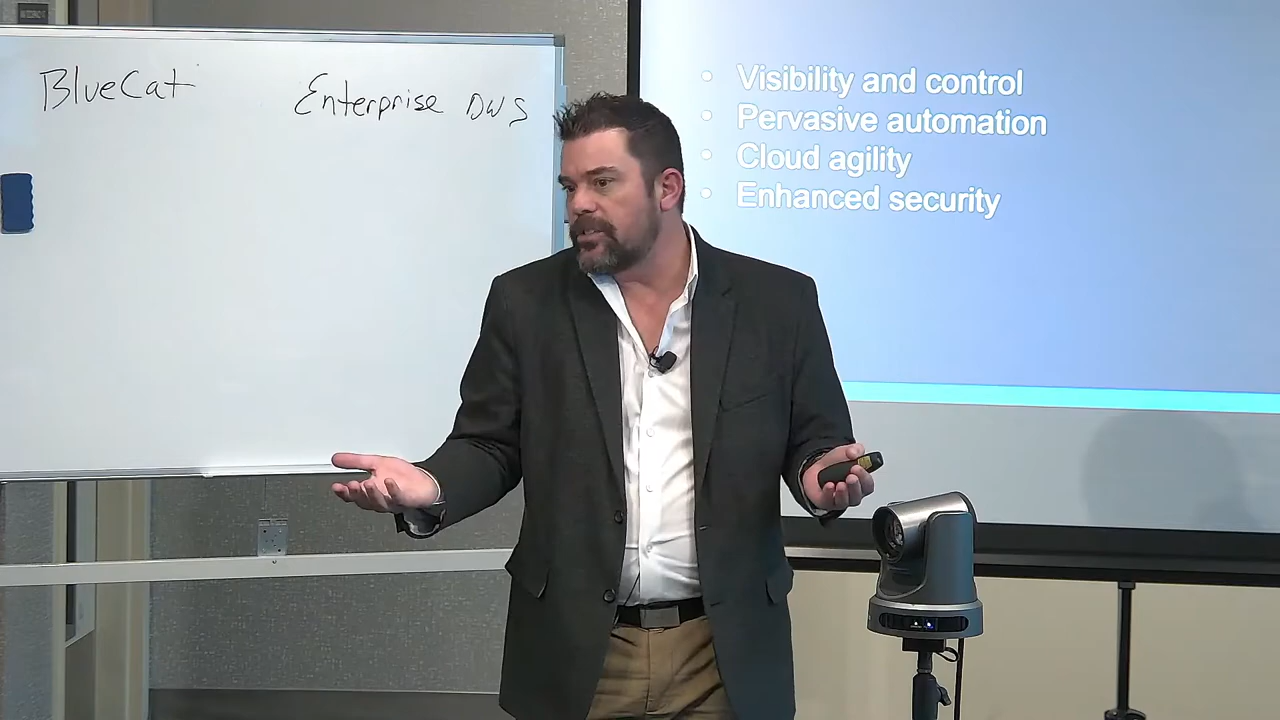 BlueCat Enterprise DNS
• Visibility and control
• Pervasive automation
• Cloud agility
• Enhanced security